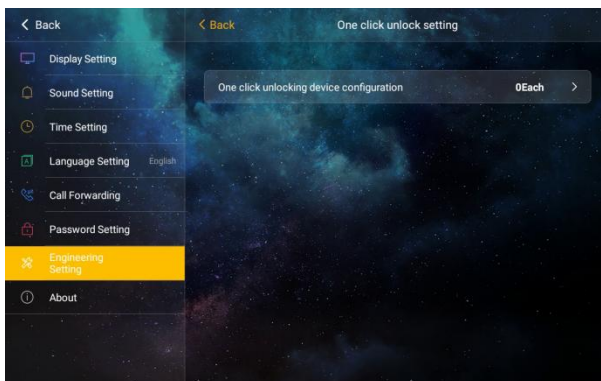 Back
Back
One click unlock setting
Display Setting
Sound Setting
One click unlocking device configuration
0Each
Time Setting
Language Setting
Eoglish
Call Forwarding
Password Setting
Engineering
Setting
About